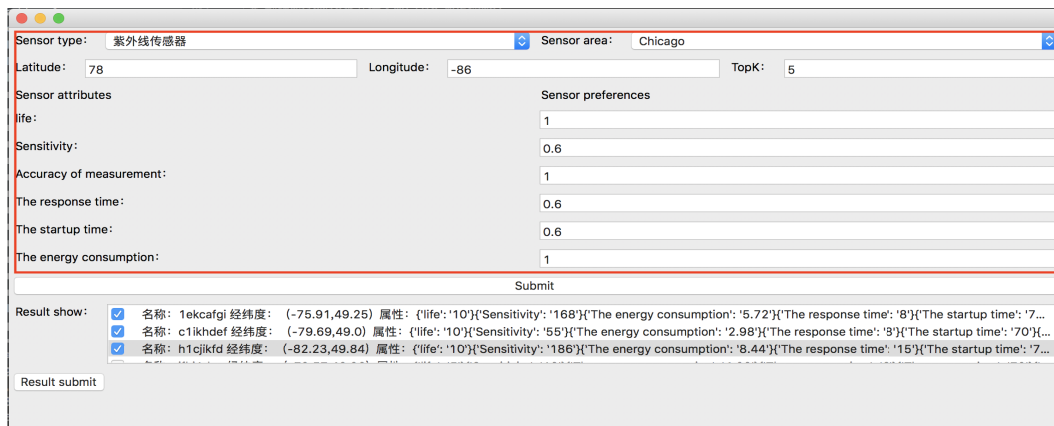 Sensor type： 紫外线传感器 Sensor area： Chicago
Latitude： 78 Longitude： -86 TopK： 5
Sensor attributes Sensor preferences
life： 1
Sensitivity： 0.6
Accuracy of measurement： 1
The response time： 0.6
The startup time： 0.6
The energy consumption： 1
Submit
Result show： 名称： 1ekcafgi 经纬度： （-75.91,49.25）属性：{'life': '10'}{'Sensitivity': '168'}{'The energy consumption': '5.72'}{'The response time': '8'}{'The startup time': '7...
名称： c1ikhdef 经纬度： （-79.69,49.0）属性：{'life': '10'}{'Sensitivity': '55'}{'The energy consumption': '2.98'}{'The response time': '8'}{'The startup time': '70'}{...
名称： h1cjikfd 经纬度： （-82.23,49.84）属性：{'life': '10'}{'Sensitivity': '186'}{'The energy consumption': '8.44'}{'The response time': '15'}{'The startup time': '7...
Result submit